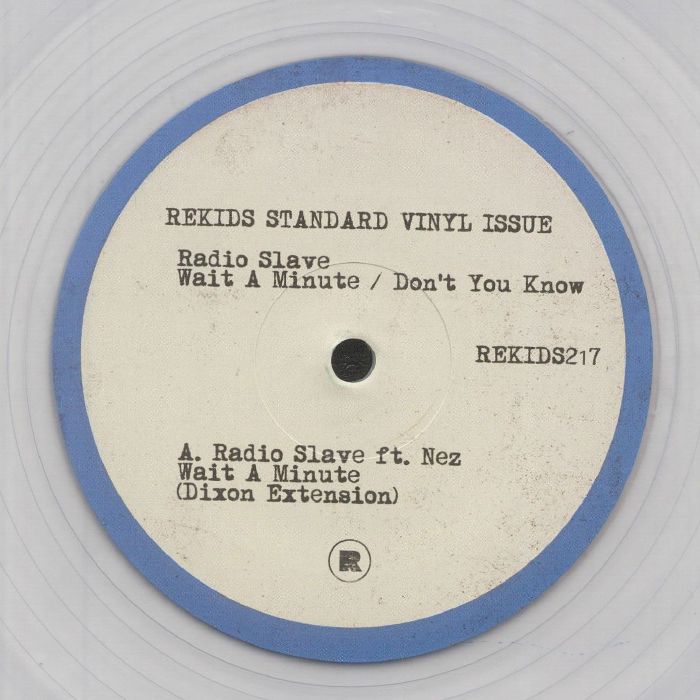 REKIDS STANDARD VINYL ISSUE
Radio Slave
Wait A Minute / Don't You Know
REKIDS217
A. Radio Slave ft. Nez
Wait A Minute
(Dixon Extension)
R